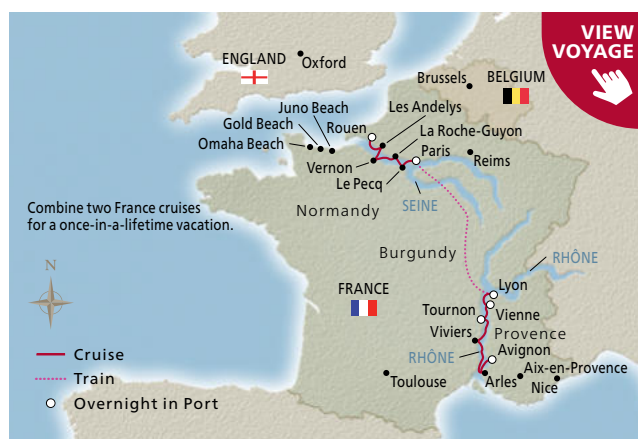 VIEW
VOYAGE
ENGLAND
Oxford
Brussels
BELGIUM
Juno Beach
Les Andelys
Gold Beach
Rouen
La Roche-Guyon
Omaha Beach
Paris
Vernon
Reims
Le Pecq
SEINE
Combine two France cruises
for a once-in-a-lifetime vacation.
Normandy
Burgundy
RHÔNE
N
FRANCE
Lyon
Tournon
Vienne
Viviers
Provence
Cruise
RHÔNE
Avignon
Train
Toulouse
Arles
Aix-en-Provence
Nice
Overnight in Port